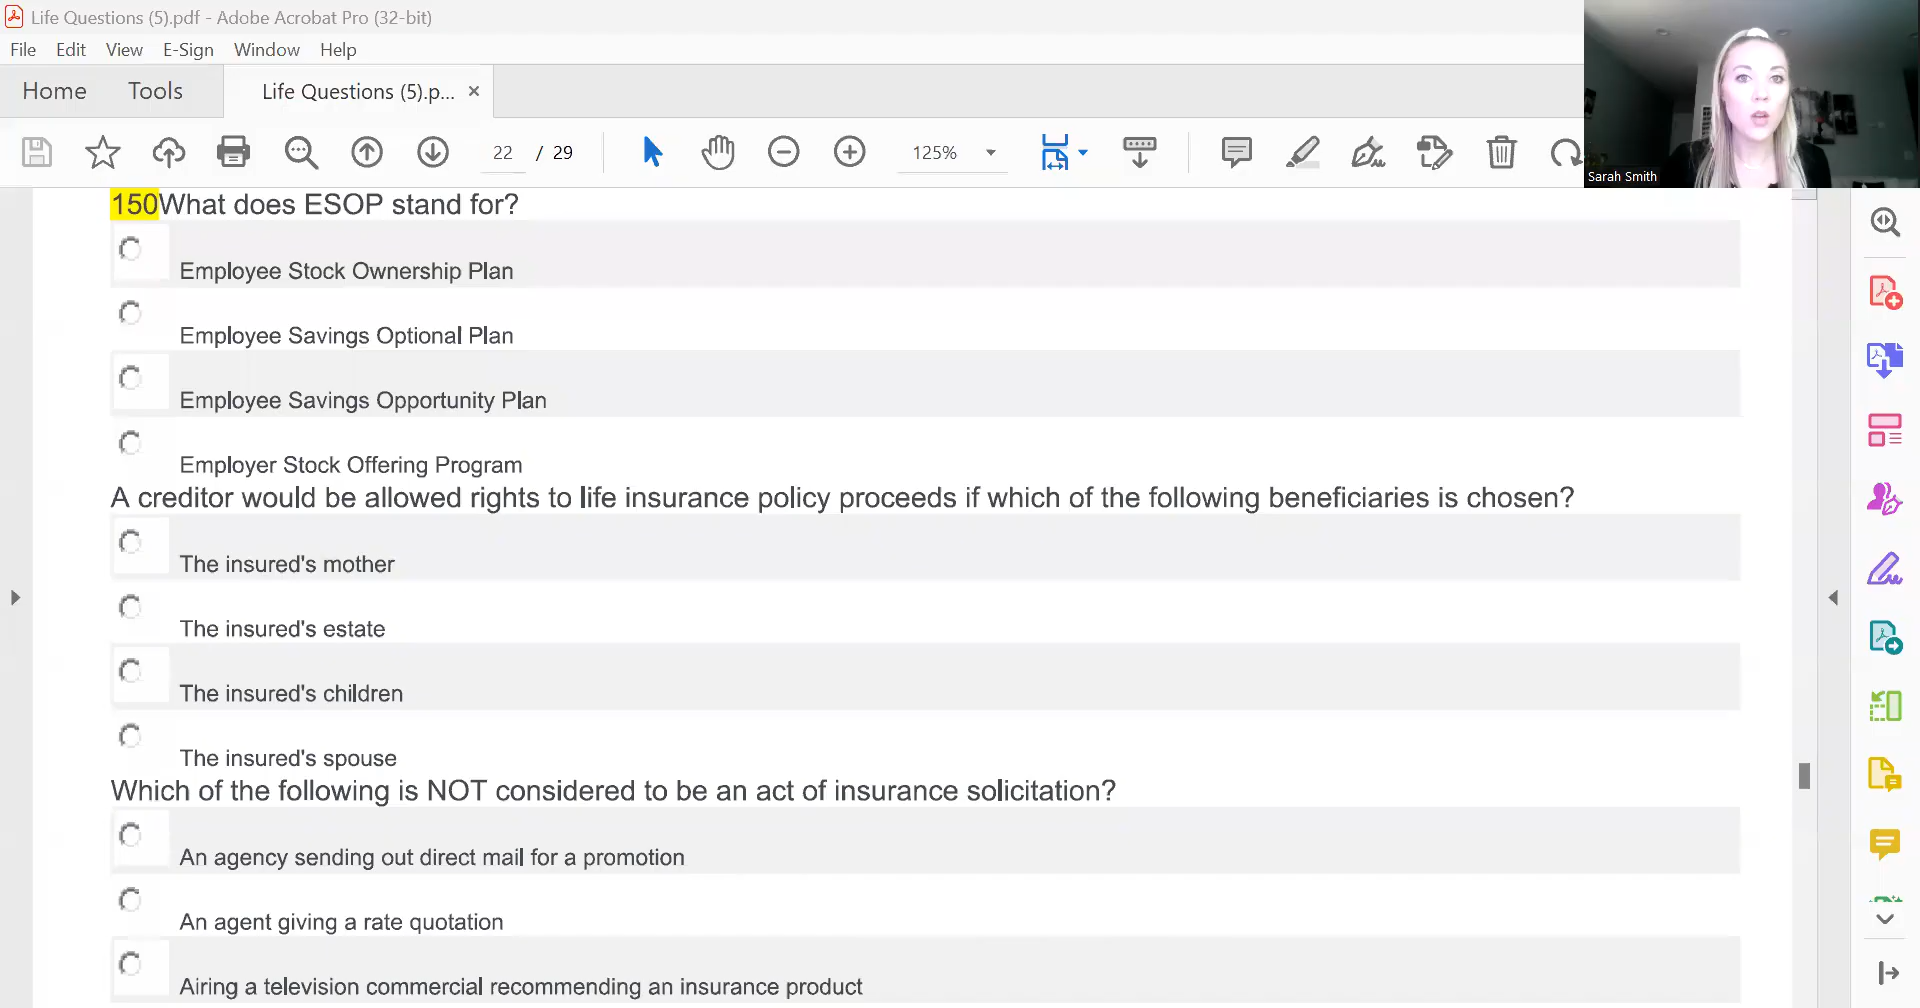 Life Questions (5).pdf - Adobe Acrobat Pro (32-bit)
File Edit View E-Sign Window Help
Home Tools Life Questions (5).p... ×
22 / 29 125%
Sarah Smith
150What does ESOP stand for?
Employee Stock Ownership Plan
Employee Savings Optional Plan
Employee Savings Opportunity Plan
Employer Stock Offering Program
A creditor would be allowed rights to life insurance policy proceeds if which of the following beneficiaries is chosen?
The insured's mother
The insured's estate
The insured's children
The insured's spouse
Which of the following is NOT considered to be an act of insurance solicitation?
An agency sending out direct mail for a promotion
An agent giving a rate quotation
Airing a television commercial recommending an insurance product